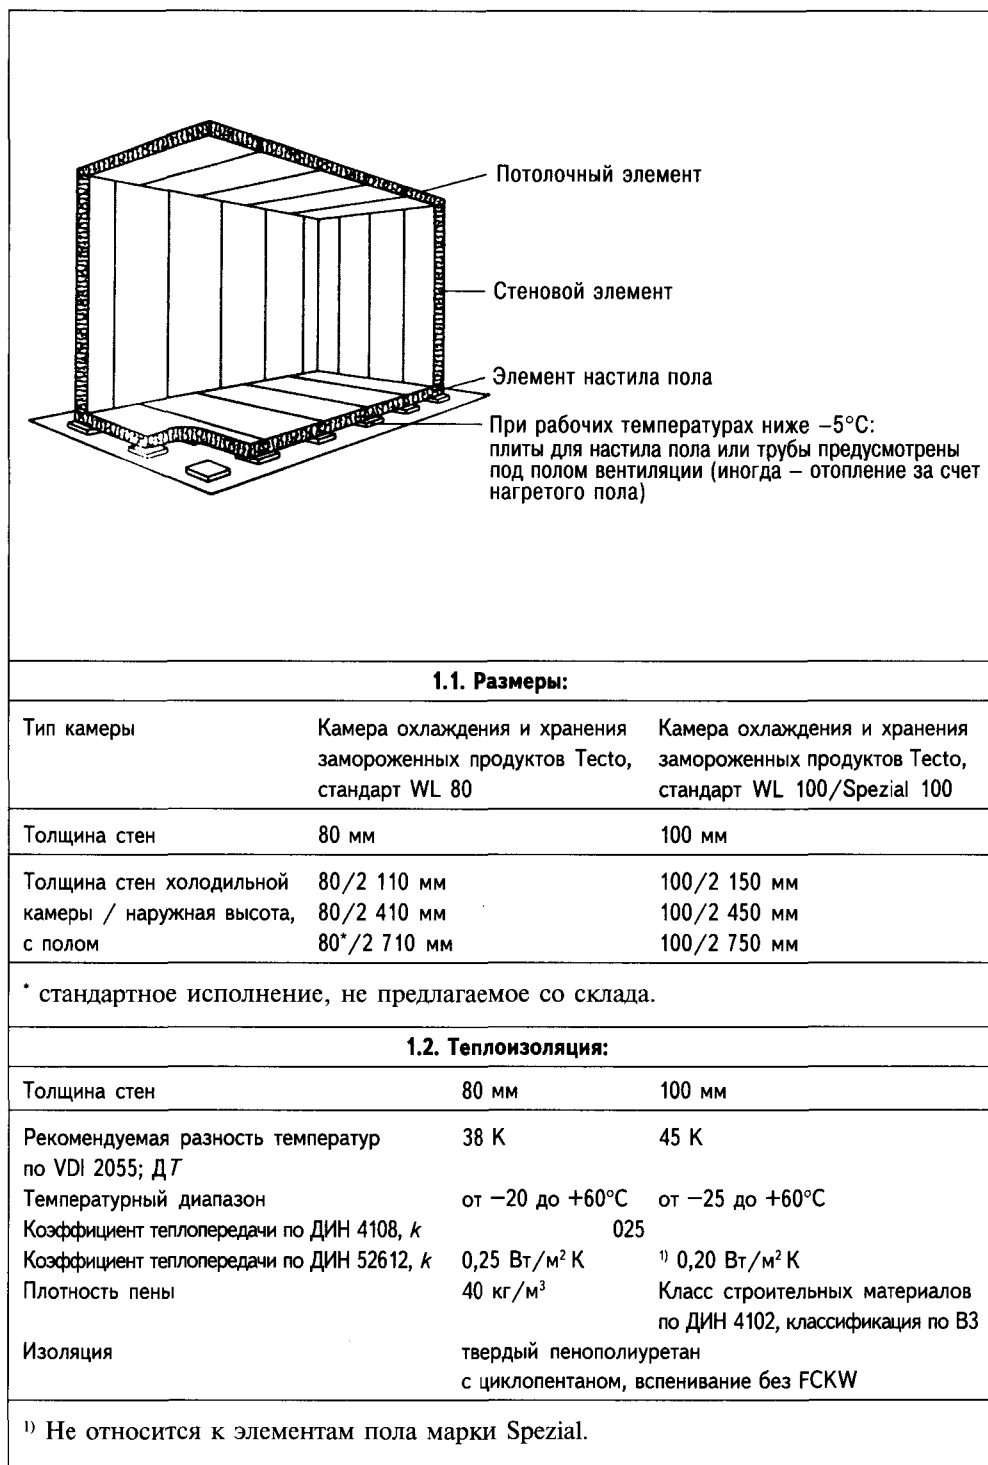 Потолочный элемент
Стеновой элемент
Элемент настила пола
При рабочих температурах ниже −5°C:
плиты для настила пола или трубы предусмотрены
под полом вентиляции (иногда – отопление за счет
нагретого пола)
1.1. Размеры:
Тип камеры Камера охлаждения и хранения Камера охлаждения и хранения
замороженных продуктов Tecto, замороженных продуктов Tecto,
стандарт WL 80 стандарт WL 100/Spezial 100
Толщина стен 80 мм 100 мм
Толщина стен холодильной 80/2 110 мм 100/2 150 мм
камеры / наружная высота, 80/2 410 мм 100/2 450 мм
с полом 80*/2 710 мм 100/2 750 мм
* стандартное исполнение, не предлагаемое со склада.
1.2. Теплоизоляция:
Толщина стен 80 мм 100 мм
Рекомендуемая разность температур 38 K 45 K
по VDI 2055; Д T
Температурный диапазон от −20 до +60°C от −25 до +60°C
Коэффициент теплопередачи по ДИН 4108, k 025
Коэффициент теплопередачи по ДИН 52612, k 0,25 Вт/м² K ¹⁾ 0,20 Вт/м² K
Плотность пены 40 кг/м³ Класс строительных материалов
по ДИН 4102, классификация по В3
Изоляция твердый пенополиуретан
с циклопентаном, вспенивание без FCKW
¹⁾ Не относится к элементам пола марки Spezial.